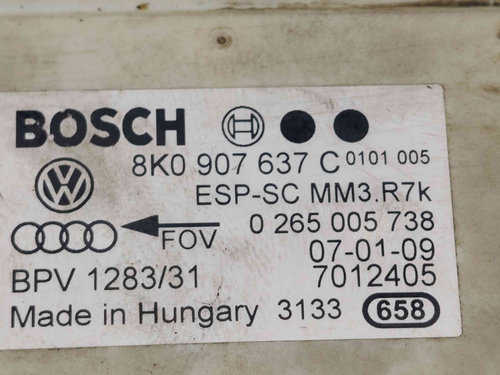 BOSCH
8K0 907 637 C 0101 005
ESP-SC MM3.R7k
FOV 0 265 005 738
07-01-09
BPV 1283/31 7012405
Made in Hungary 3133 658